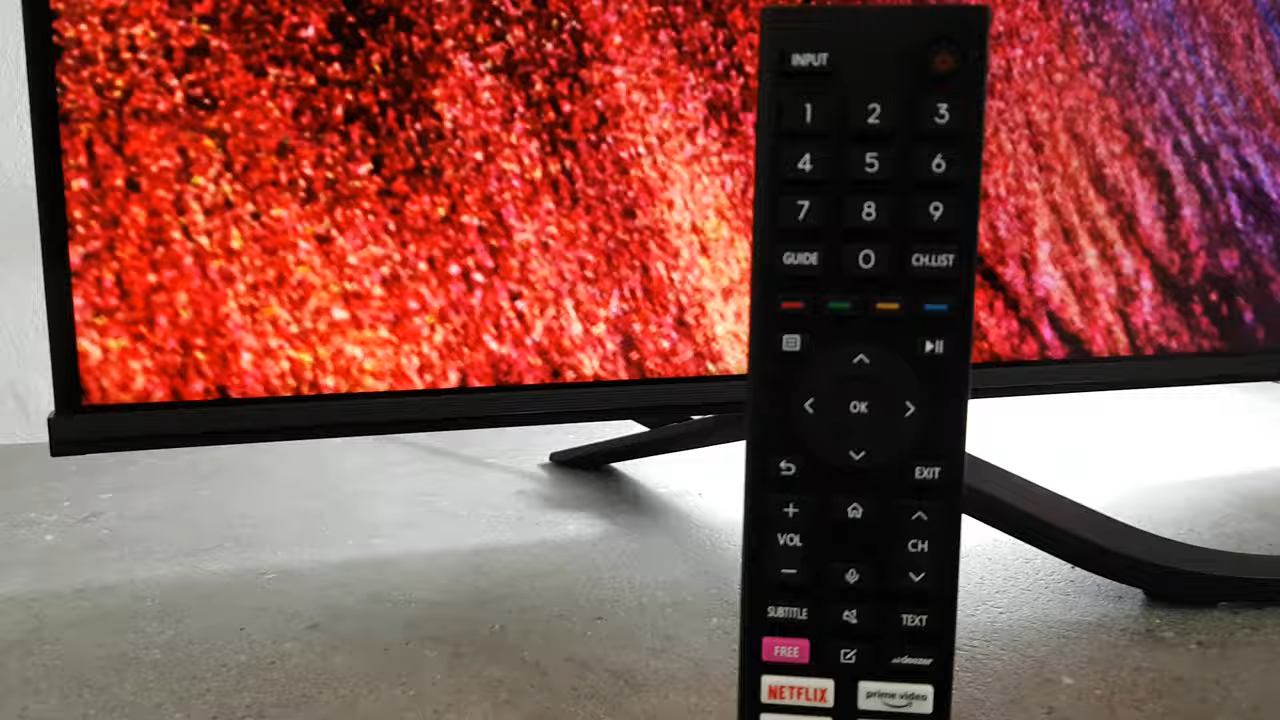 INPUT
1 2 3
4 5 6
7 8 9
GUIDE 0 CH.LIST
OK
EXIT
+
VOL CH
−
SUBTITLE TEXT
FREE deezer
NETFLIX prime video